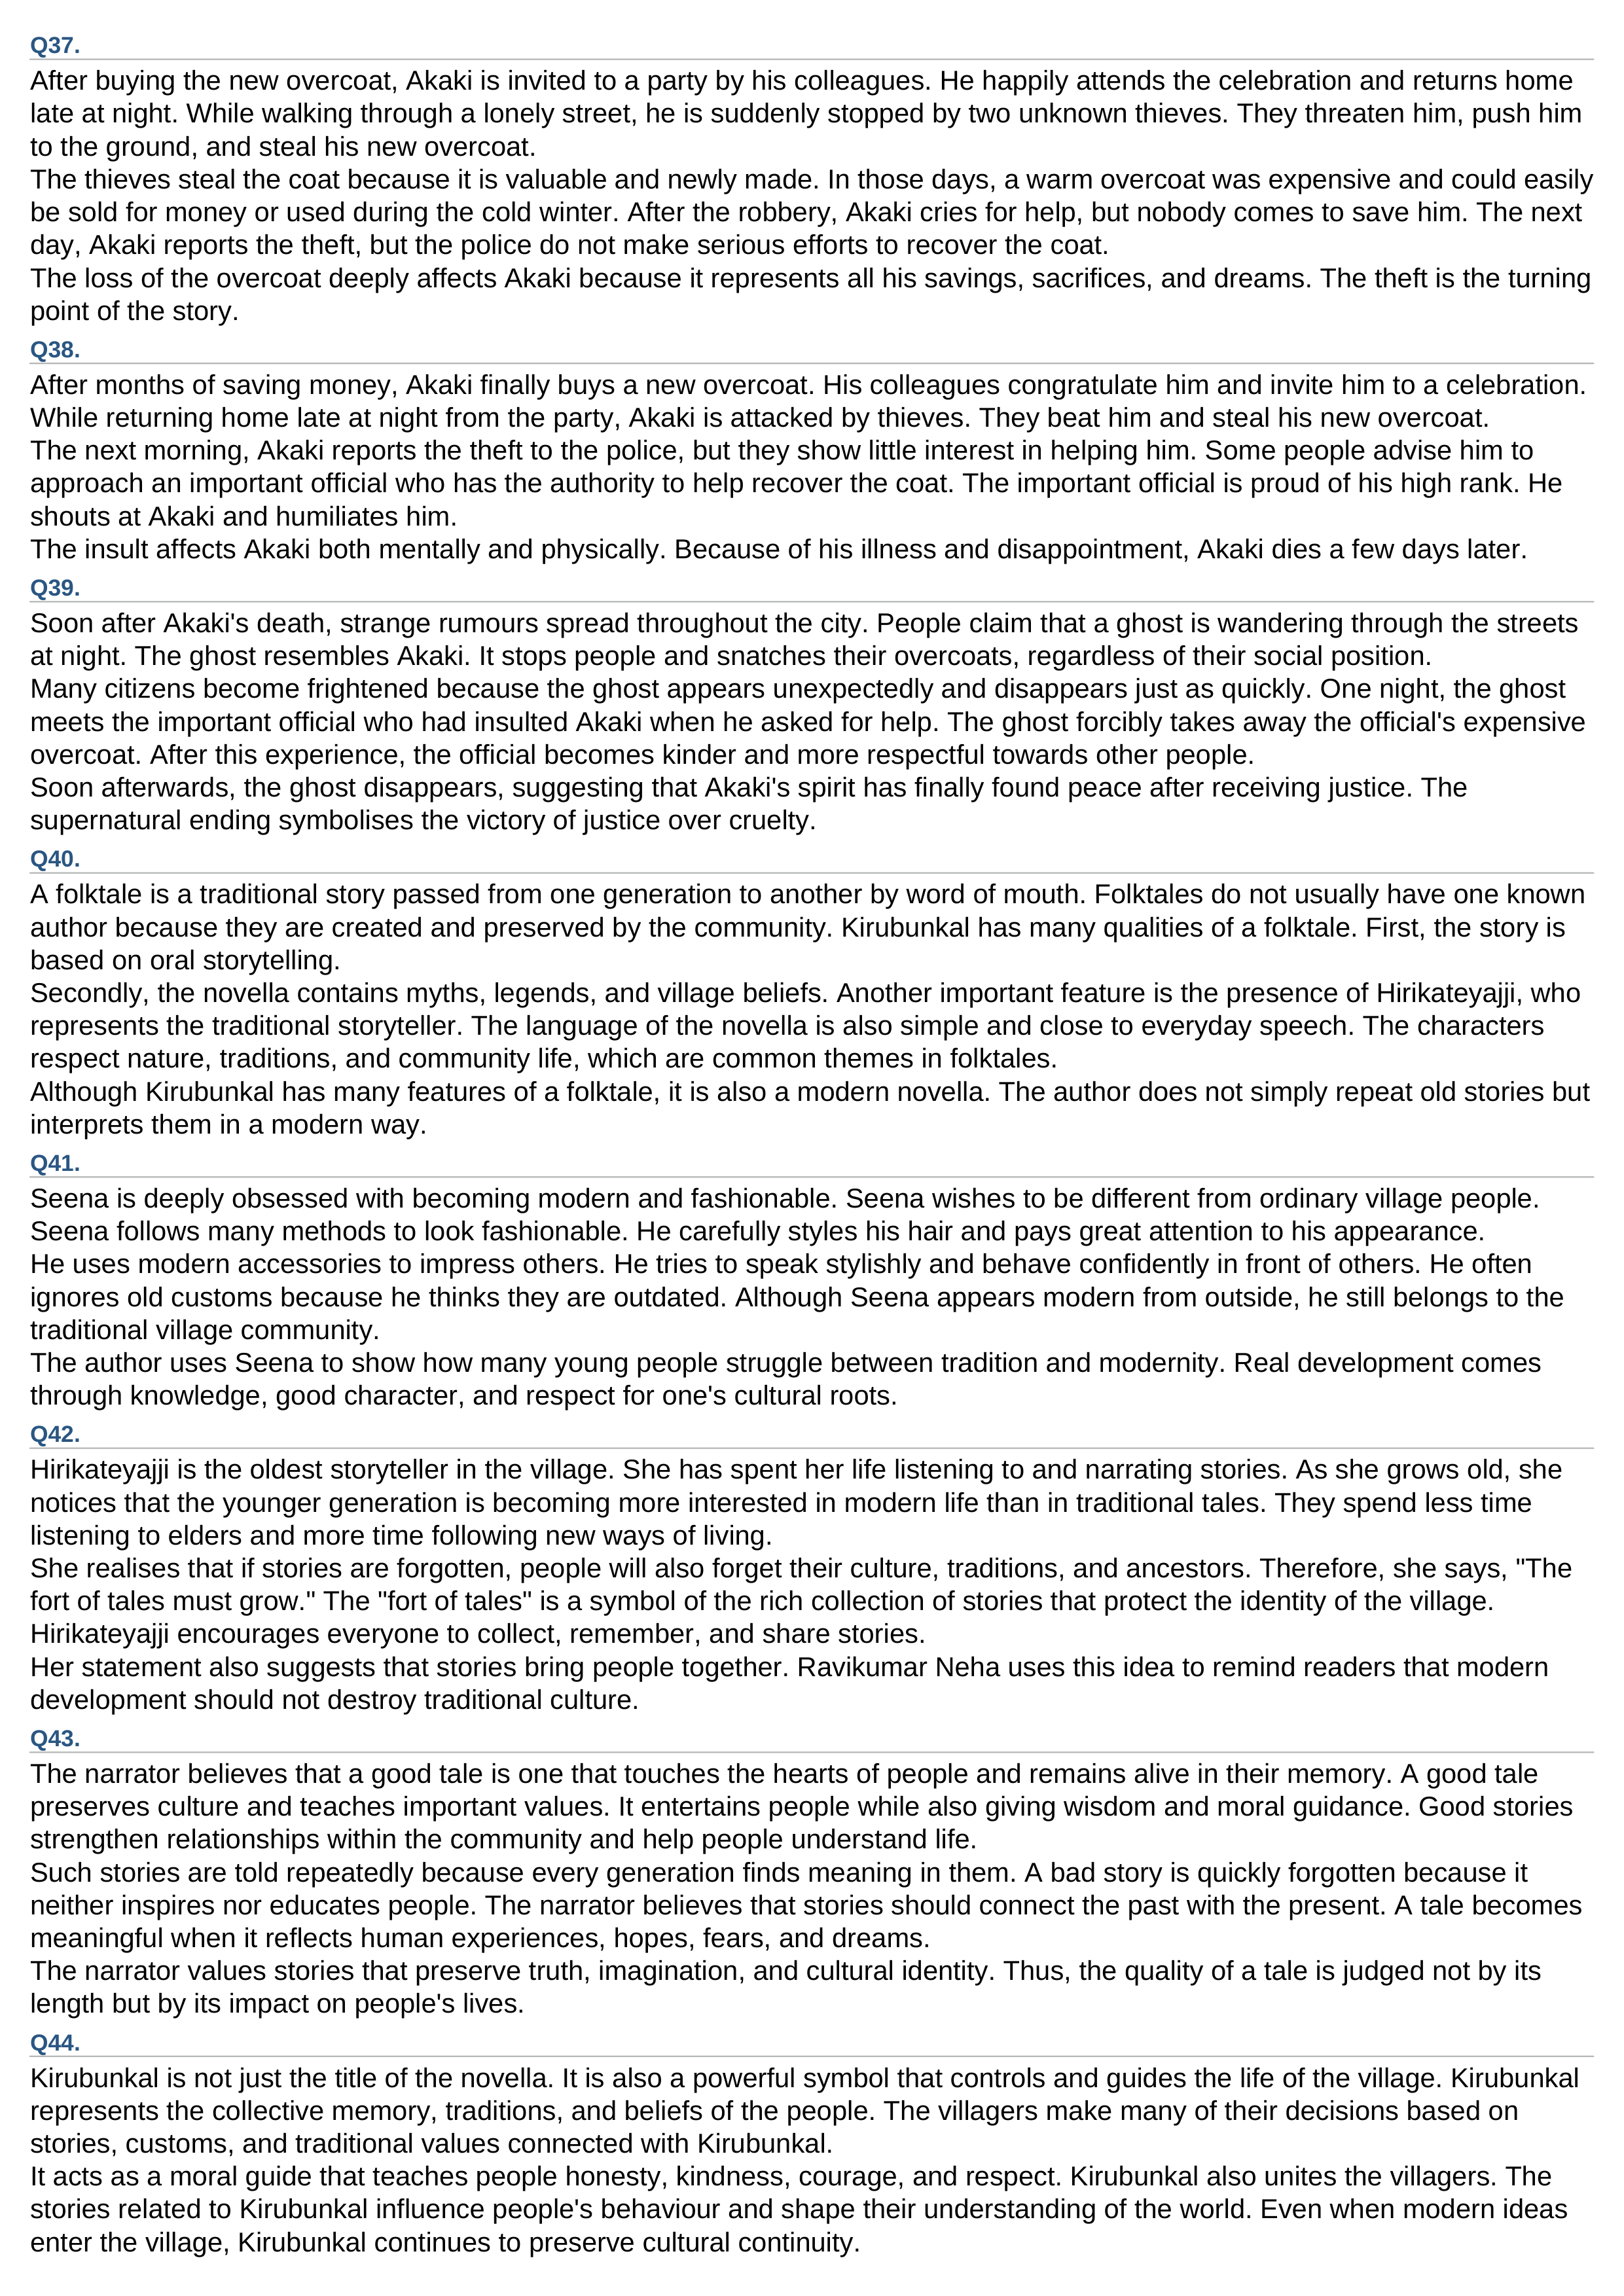 Q37.
After buying the new overcoat, Akaki is invited to a party by his colleagues. He happily attends the celebration and returns home
late at night. While walking through a lonely street, he is suddenly stopped by two unknown thieves. They threaten him, push him
to the ground, and steal his new overcoat.
The thieves steal the coat because it is valuable and newly made. In those days, a warm overcoat was expensive and could easily
be sold for money or used during the cold winter. After the robbery, Akaki cries for help, but nobody comes to save him. The next
day, Akaki reports the theft, but the police do not make serious efforts to recover the coat.
The loss of the overcoat deeply affects Akaki because it represents all his savings, sacrifices, and dreams. The theft is the turning
point of the story.
Q38.
After months of saving money, Akaki finally buys a new overcoat. His colleagues congratulate him and invite him to a celebration.
While returning home late at night from the party, Akaki is attacked by thieves. They beat him and steal his new overcoat.
The next morning, Akaki reports the theft to the police, but they show little interest in helping him. Some people advise him to
approach an important official who has the authority to help recover the coat. The important official is proud of his high rank. He
shouts at Akaki and humiliates him.
The insult affects Akaki both mentally and physically. Because of his illness and disappointment, Akaki dies a few days later.
Q39.
Soon after Akaki's death, strange rumours spread throughout the city. People claim that a ghost is wandering through the streets
at night. The ghost resembles Akaki. It stops people and snatches their overcoats, regardless of their social position.
Many citizens become frightened because the ghost appears unexpectedly and disappears just as quickly. One night, the ghost
meets the important official who had insulted Akaki when he asked for help. The ghost forcibly takes away the official's expensive
overcoat. After this experience, the official becomes kinder and more respectful towards other people.
Soon afterwards, the ghost disappears, suggesting that Akaki's spirit has finally found peace after receiving justice. The
supernatural ending symbolises the victory of justice over cruelty.
Q40.
A folktale is a traditional story passed from one generation to another by word of mouth. Folktales do not usually have one known
author because they are created and preserved by the community. Kirubunkal has many qualities of a folktale. First, the story is
based on oral storytelling.
Secondly, the novella contains myths, legends, and village beliefs. Another important feature is the presence of Hirikateyajji, who
represents the traditional storyteller. The language of the novella is also simple and close to everyday speech. The characters
respect nature, traditions, and community life, which are common themes in folktales.
Although Kirubunkal has many features of a folktale, it is also a modern novella. The author does not simply repeat old stories but
interprets them in a modern way.
Q41.
Seena is deeply obsessed with becoming modern and fashionable. Seena wishes to be different from ordinary village people.
Seena follows many methods to look fashionable. He carefully styles his hair and pays great attention to his appearance.
He uses modern accessories to impress others. He tries to speak stylishly and behave confidently in front of others. He often
ignores old customs because he thinks they are outdated. Although Seena appears modern from outside, he still belongs to the
traditional village community.
The author uses Seena to show how many young people struggle between tradition and modernity. Real development comes
through knowledge, good character, and respect for one's cultural roots.
Q42.
Hirikateyajji is the oldest storyteller in the village. She has spent her life listening to and narrating stories. As she grows old, she
notices that the younger generation is becoming more interested in modern life than in traditional tales. They spend less time
listening to elders and more time following new ways of living.
She realises that if stories are forgotten, people will also forget their culture, traditions, and ancestors. Therefore, she says, "The
fort of tales must grow." The "fort of tales" is a symbol of the rich collection of stories that protect the identity of the village.
Hirikateyajji encourages everyone to collect, remember, and share stories.
Her statement also suggests that stories bring people together. Ravikumar Neha uses this idea to remind readers that modern
development should not destroy traditional culture.
Q43.
The narrator believes that a good tale is one that touches the hearts of people and remains alive in their memory. A good tale
preserves culture and teaches important values. It entertains people while also giving wisdom and moral guidance. Good stories
strengthen relationships within the community and help people understand life.
Such stories are told repeatedly because every generation finds meaning in them. A bad story is quickly forgotten because it
neither inspires nor educates people. The narrator believes that stories should connect the past with the present. A tale becomes
meaningful when it reflects human experiences, hopes, fears, and dreams.
The narrator values stories that preserve truth, imagination, and cultural identity. Thus, the quality of a tale is judged not by its
length but by its impact on people's lives.
Q44.
Kirubunkal is not just the title of the novella. It is also a powerful symbol that controls and guides the life of the village. Kirubunkal
represents the collective memory, traditions, and beliefs of the people. The villagers make many of their decisions based on
stories, customs, and traditional values connected with Kirubunkal.
It acts as a moral guide that teaches people honesty, kindness, courage, and respect. Kirubunkal also unites the villagers. The
stories related to Kirubunkal influence people's behaviour and shape their understanding of the world. Even when modern ideas
enter the village, Kirubunkal continues to preserve cultural continuity.